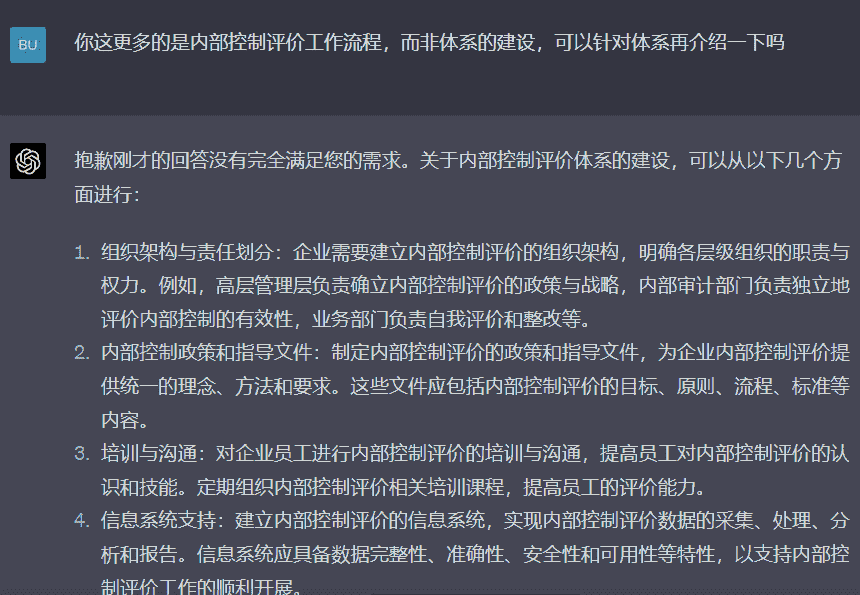 BU
你这更多的是内部控制评价工作流程，而非体系的建设，可以针对体系再介绍一下吗
抱歉刚才的回答没有完全满足您的需求。关于内部控制评价体系的建设，可以从以下几个方
面进行：
1. 组织架构与责任划分：企业需要建立内部控制评价的组织架构，明确各层级组织的职责与
权力。例如，高层管理层负责确立内部控制评价的政策与战略，内部审计部门负责独立地
评价内部控制的有效性，业务部门负责自我评价和整改等。
2. 内部控制政策和指导文件：制定内部控制评价的政策和指导文件，为企业内部控制评价提
供统一的理念、方法和要求。这些文件应包括内部控制评价的目标、原则、流程、标准等
内容。
3. 培训与沟通：对企业员工进行内部控制评价的培训与沟通，提高员工对内部控制评价的认
识和技能。定期组织内部控制评价相关培训课程，提高员工的评价能力。
4. 信息系统支持：建立内部控制评价的信息系统，实现内部控制评价数据的采集、处理、分
析和报告。信息系统应具备数据完整性、准确性、安全性和可用性等特性，以支持内部控
制评价工作的顺利开展。